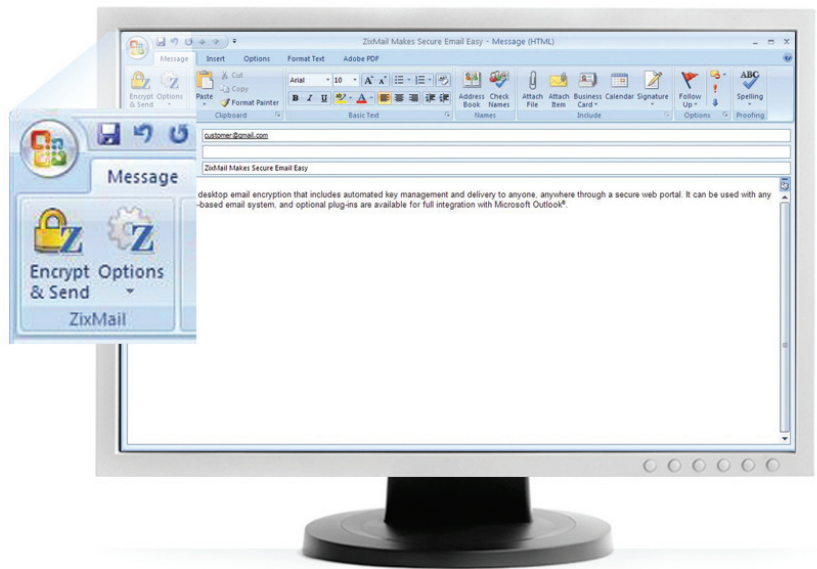 ZixMail Makes Secure Email Easy - Message (HTML)
Message Insert Options Format Text Adobe PDF
Encrypt & Send
Options
Paste
Cut
Copy
Format Painter
Clipboard
Arial 10
B I U
Basic Text
Address Book
Check Names
Names
Attach File
Attach Item
Business Card
Calendar
Signature
Include
Follow Up
Options
ABC
Spelling
Proofing
customer@gmail.com
ZixMail Makes Secure Email Easy
desktop email encryption that includes automated key management and delivery to anyone, anywhere through a secure web portal. It can be used with any
-based email system, and optional plug-ins are available for full integration with Microsoft Outlook®.
Message
Z Z
Encrypt Options
& Send
ZixMail